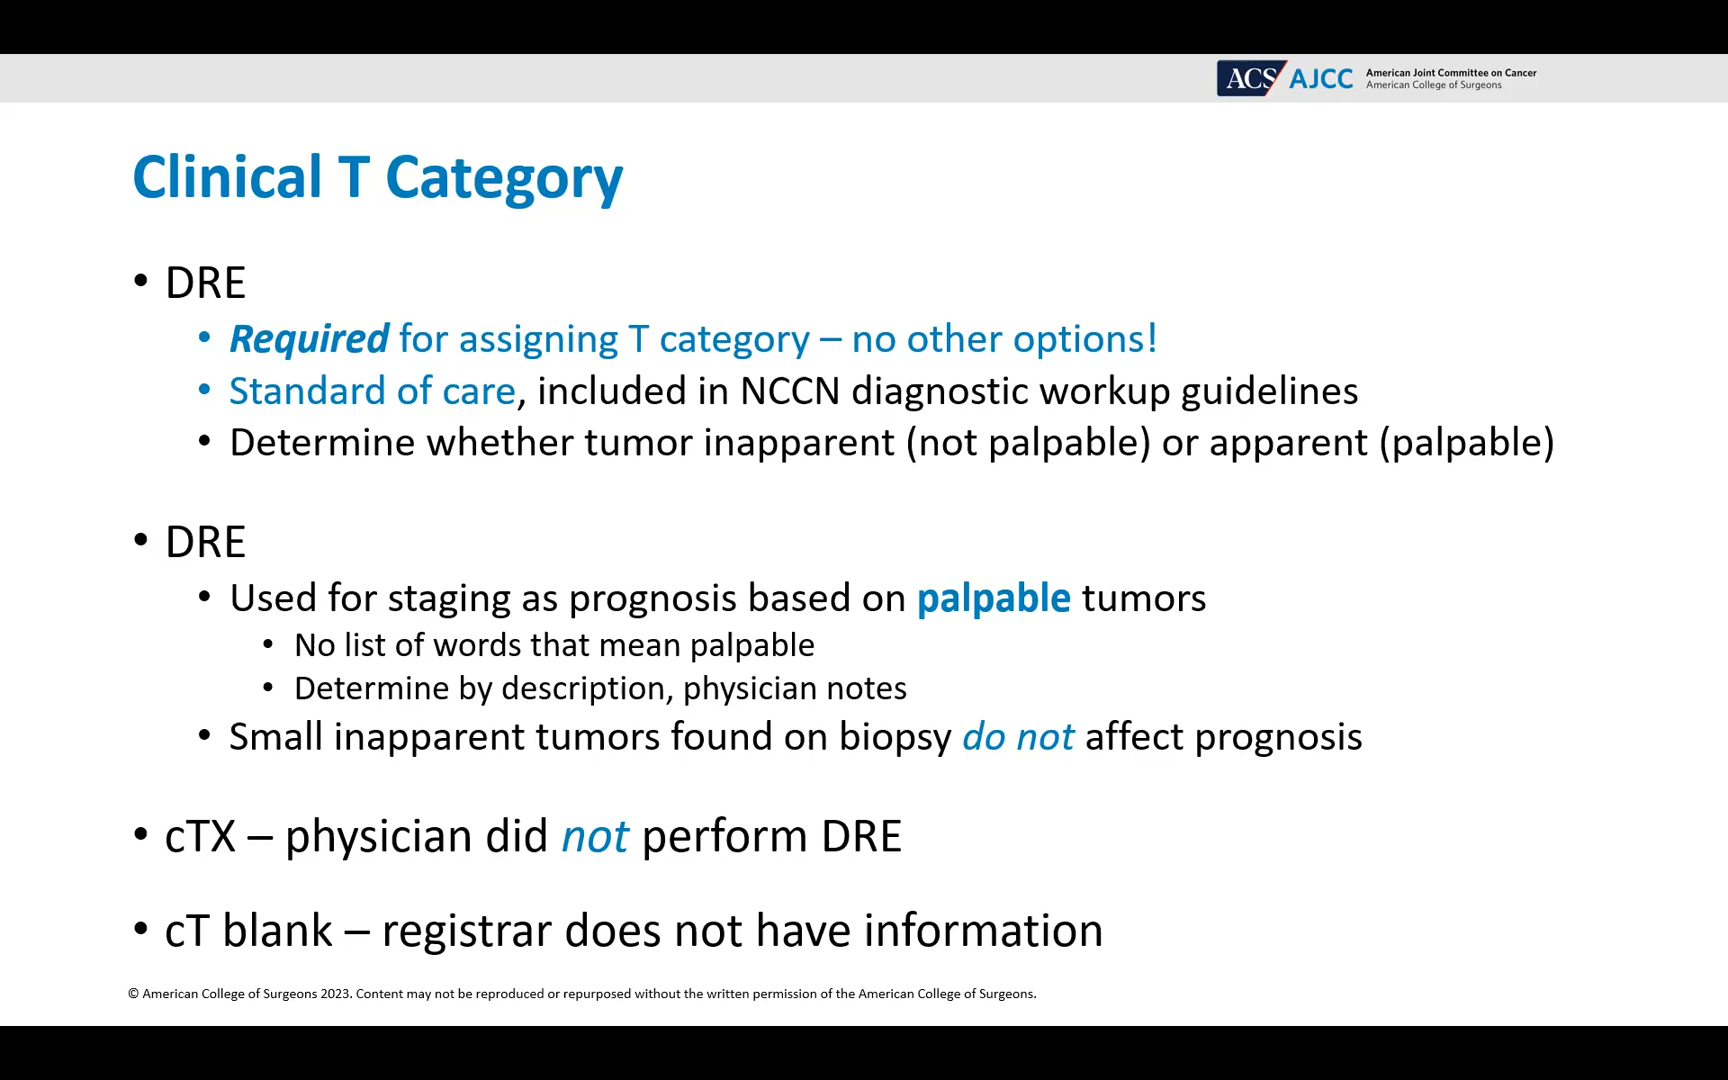 ACS AJCC American Joint Committee on Cancer
American College of Surgeons
Clinical T Category
• DRE
• Required for assigning T category – no other options!
• Standard of care, included in NCCN diagnostic workup guidelines
• Determine whether tumor inapparent (not palpable) or apparent (palpable)
• DRE
• Used for staging as prognosis based on palpable tumors
• No list of words that mean palpable
• Determine by description, physician notes
• Small inapparent tumors found on biopsy do not affect prognosis
• cTX – physician did not perform DRE
• cT blank – registrar does not have information
© American College of Surgeons 2023. Content may not be reproduced or repurposed without the written permission of the American College of Surgeons.